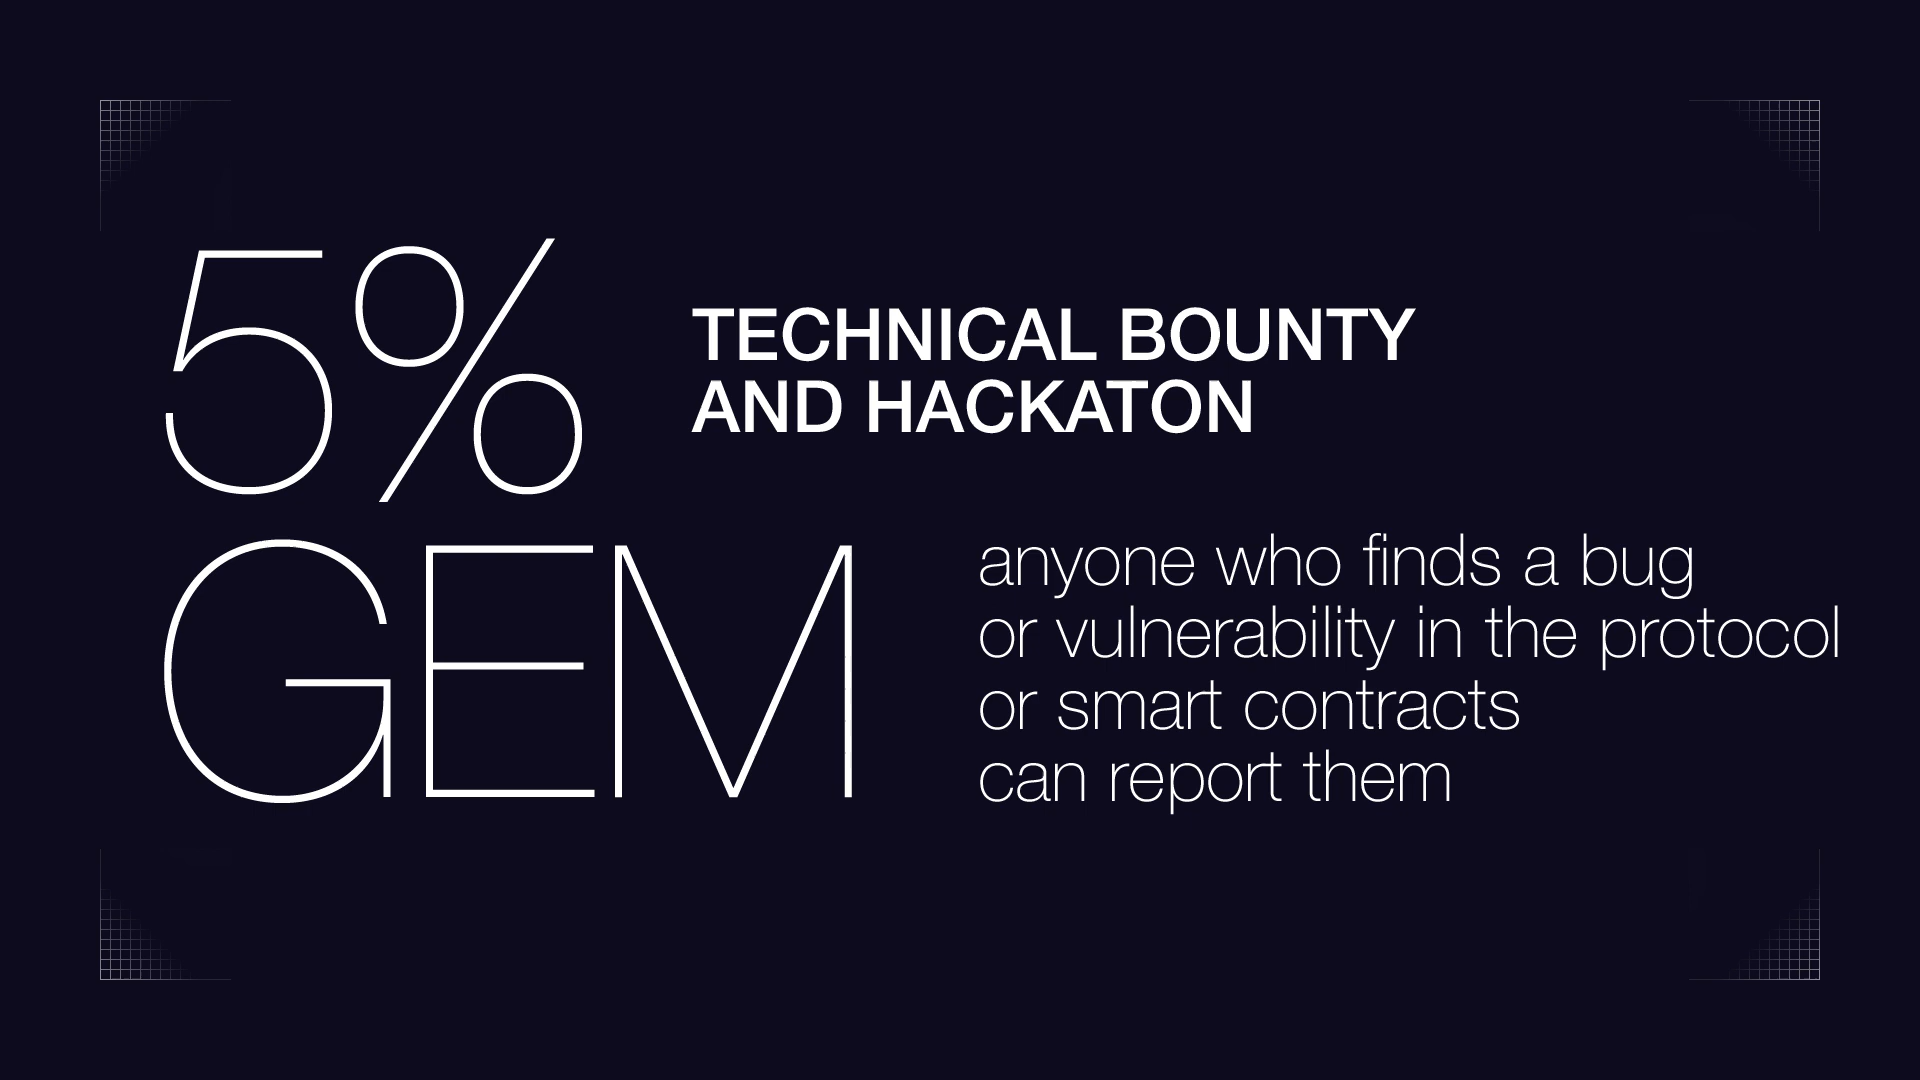 5%
TECHNICAL BOUNTY
AND HACKATON
GEM
anyone who finds a bug
or vulnerability in the protocol
or smart contracts
can report them